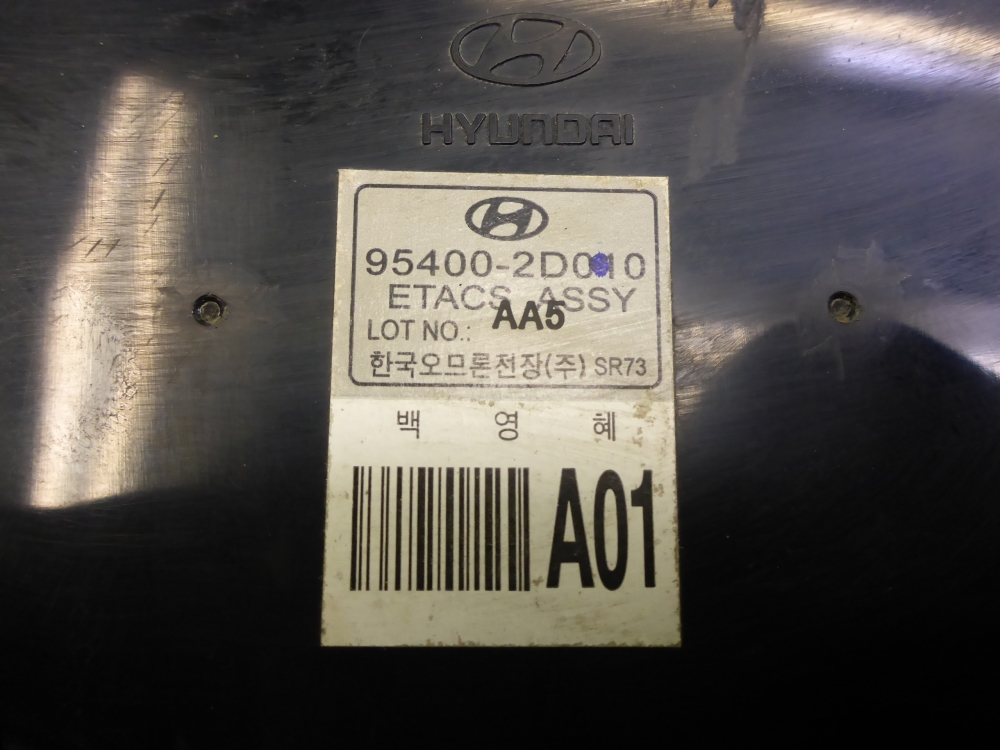 HYUNDAI
95400-2D010
ETACS ASSY
LOT NO.: AA5
한국오므론전장(주) SR73
백 영 혜
A01